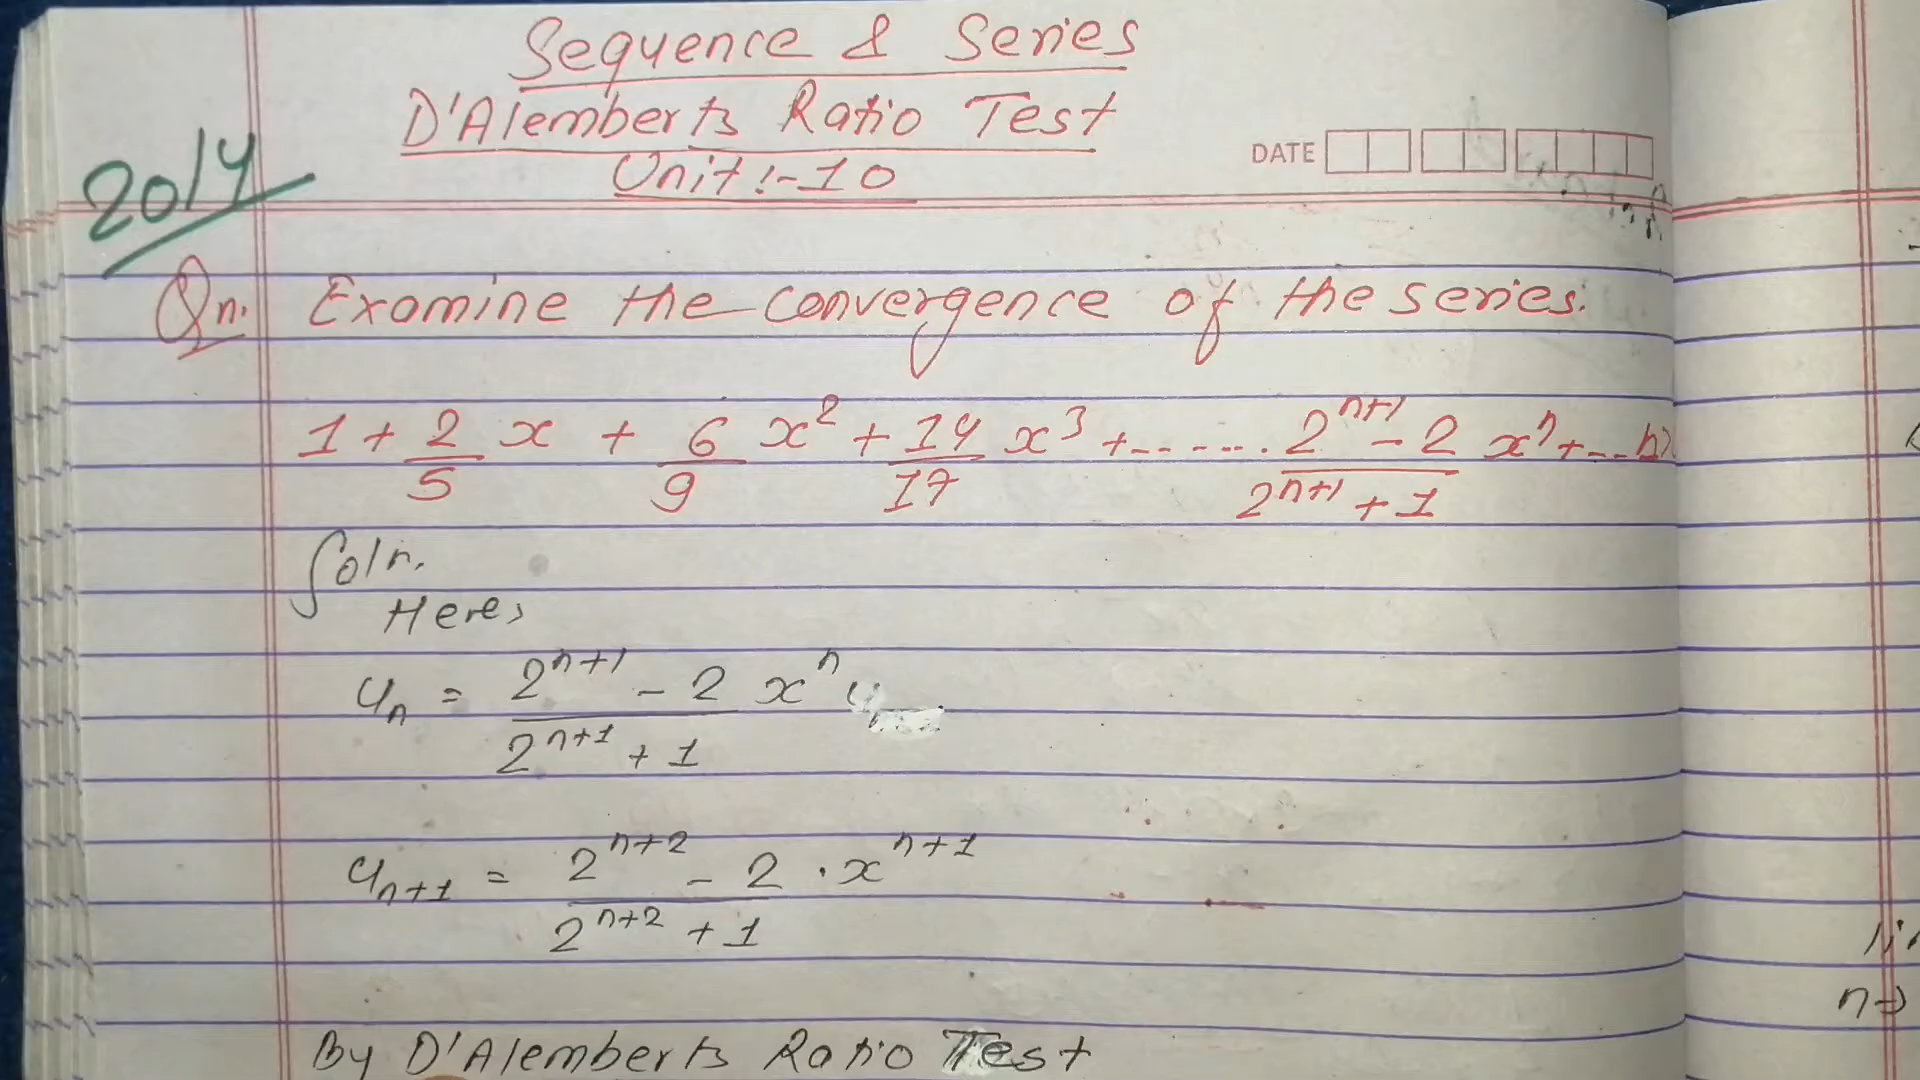 Sequence & Series
D'Alemberts Ratio Test
Unit:-10
DATE
2014
Qn. Examine the convergence of the series.
1 + 2/5 x + 6/9 x² + 14/17 x³ + ...... (2^(n+1) - 2)/(2^(n+1) + 1) xⁿ + ...
Soln.
Here,
uₙ = (2^(n+1) - 2)/(2^(n+1) + 1) xⁿ
uₙ₊₁ = (2^(n+2) - 2)/(2^(n+2) + 1) · x^(n+1)
By D'Alemberts Ratio Test
n→